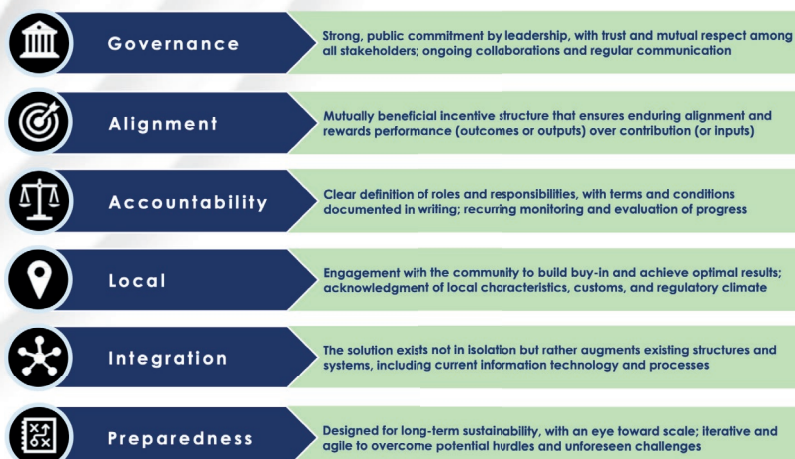 Governance
Strong, public commitment by leadership, with trust and mutual respect among
all stakeholders; ongoing collaborations and regular communication
Alignment
Mutually beneficial incentive structure that ensures enduring alignment and
rewards performance (outcomes or outputs) over contribution (or inputs)
Accountability
Clear definition of roles and responsibilities, with terms and conditions
documented in writing; recurring monitoring and evaluation of progress
Local
Engagement with the community to build buy-in and achieve optimal results;
acknowledgment of local characteristics, customs, and regulatory climate
Integration
The solution exists not in isolation but rather augments existing structures and
systems, including current information technology and processes
Preparedness
Designed for long-term sustainability, with an eye toward scale; iterative and
agile to overcome potential hurdles and unforeseen challenges